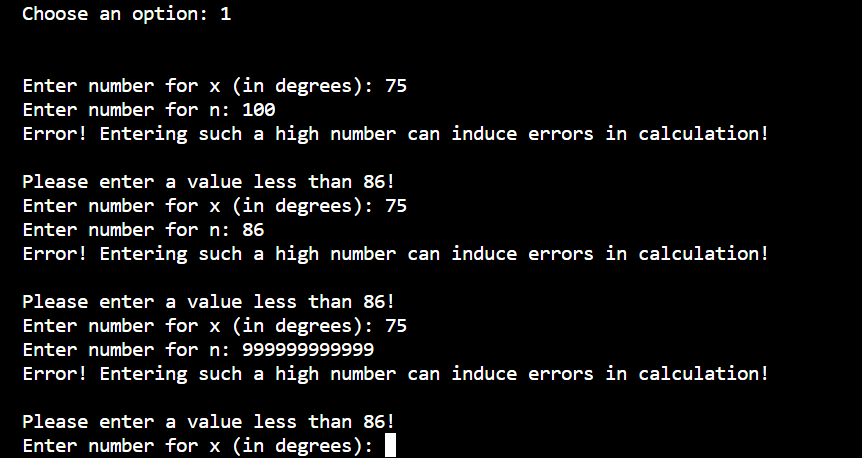 Choose an option: 1
Enter number for x (in degrees): 75
Enter number for n: 100
Error! Entering such a high number can induce errors in calculation!
Please enter a value less than 86!
Enter number for x (in degrees): 75
Enter number for n: 86
Error! Entering such a high number can induce errors in calculation!
Please enter a value less than 86!
Enter number for x (in degrees): 75
Enter number for n: 999999999999
Error! Entering such a high number can induce errors in calculation!
Please enter a value less than 86!
Enter number for x (in degrees):